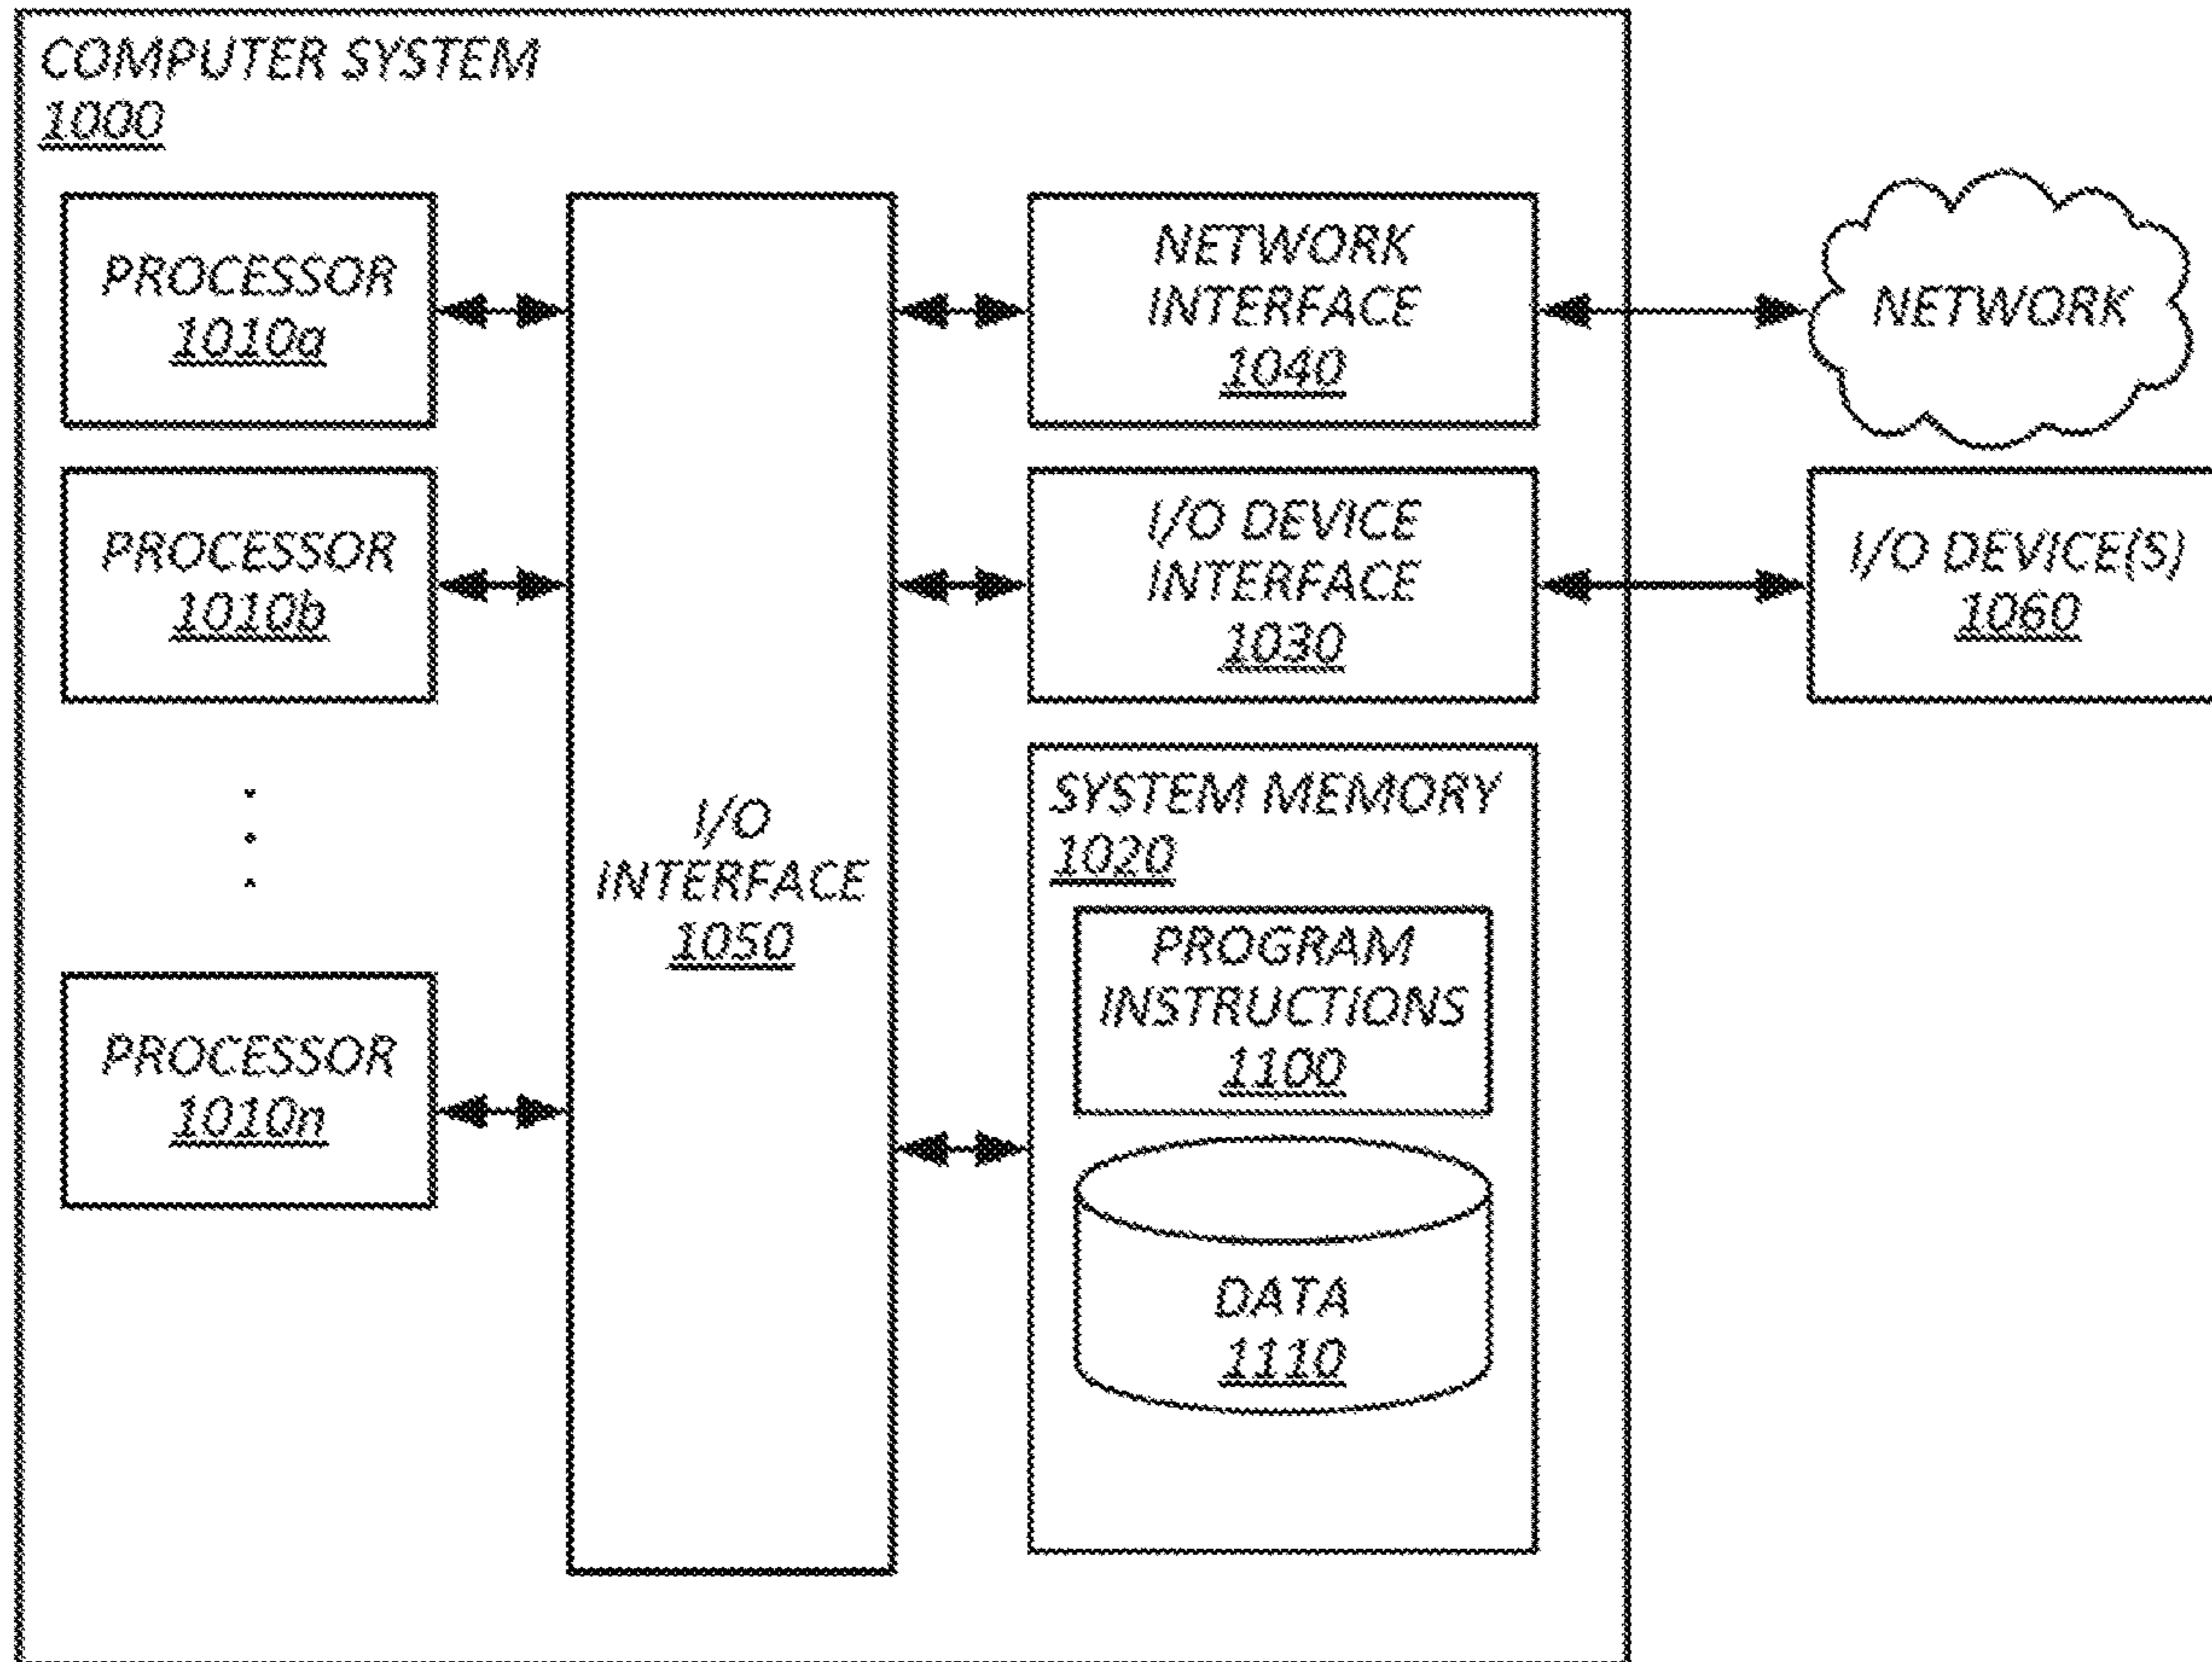 COMPUTER SYSTEM
1000
PROCESSOR
1010a
PROCESSOR
1010b
PROCESSOR
1010n
I/O
INTERFACE
1050
NETWORK
INTERFACE
1040
I/O DEVICE
INTERFACE
1030
SYSTEM MEMORY
1020
PROGRAM
INSTRUCTIONS
1100
DATA
1110
NETWORK
I/O DEVICE(S)
1060